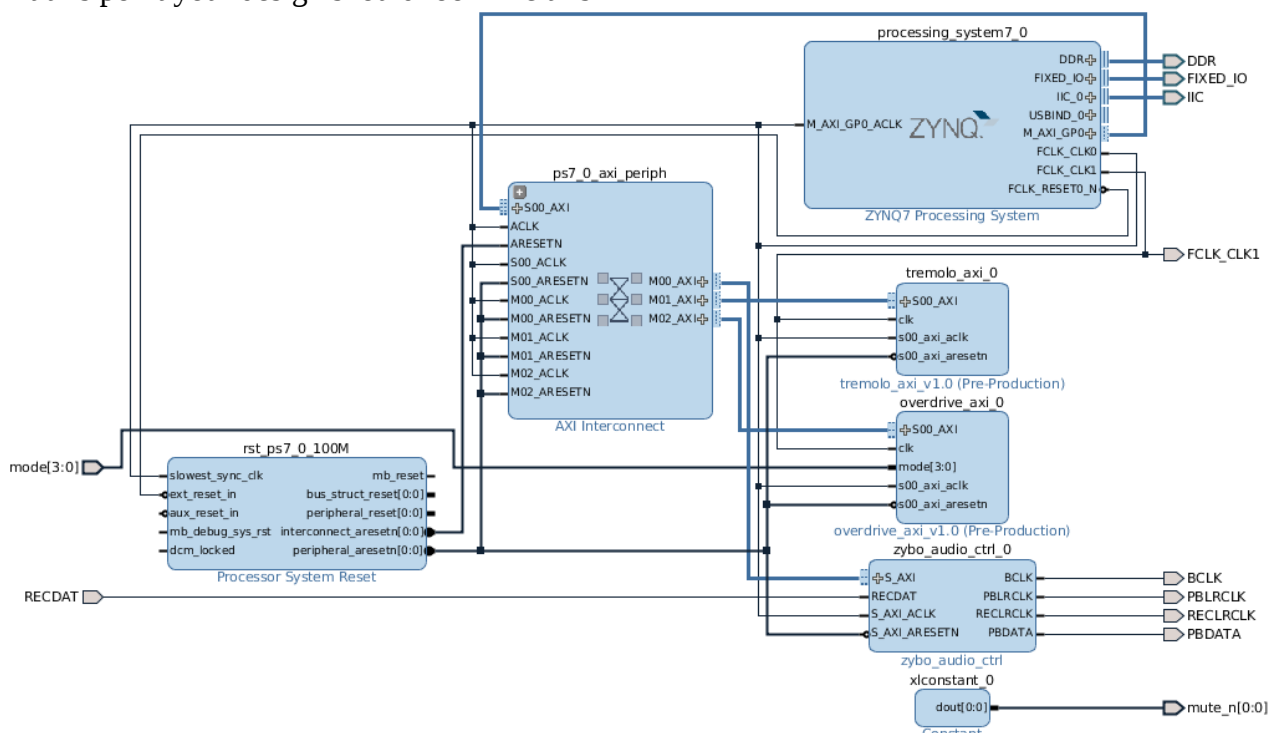 processing_system7_0
DDR
FIXED_IO
IIC_0
USBIND_0
M_AXI_GP0
FCLK_CLK0
FCLK_CLK1
FCLK_RESET0_N
M_AXI_GP0_ACLK
ZYNQ
ZYNQ7 Processing System
DDR
FIXED_IO
IIC
FCLK_CLK1
ps7_0_axi_periph
S00_AXI
ACLK
ARESETN
S00_ACLK
S00_ARESETN
M00_ACLK
M00_ARESETN
M01_ACLK
M01_ARESETN
M02_ACLK
M02_ARESETN
M00_AXI
M01_AXI
M02_AXI
AXI Interconnect
tremolo_axi_0
S00_AXI
clk
s00_axi_aclk
s00_axi_aresetn
tremolo_axi_v1.0 (Pre-Production)
overdrive_axi_0
S00_AXI
clk
mode[3:0]
s00_axi_aclk
s00_axi_aresetn
overdrive_axi_v1.0 (Pre-Production)
mode[3:0]
rst_ps7_0_100M
slowest_sync_clk
ext_reset_in
aux_reset_in
mb_debug_sys_rst
dcm_locked
mb_reset
bus_struct_reset[0:0]
peripheral_reset[0:0]
interconnect_aresetn[0:0]
peripheral_aresetn[0:0]
Processor System Reset
RECDAT
zybo_audio_ctrl_0
S_AXI
RECDAT
S_AXI_ACLK
S_AXI_ARESETN
BCLK
PBLRCLK
RECLRCLK
PBDATA
zybo_audio_ctrl
BCLK
PBLRCLK
RECLRCLK
PBDATA
xlconstant_0
dout[0:0]
Constant
mute_n[0:0]